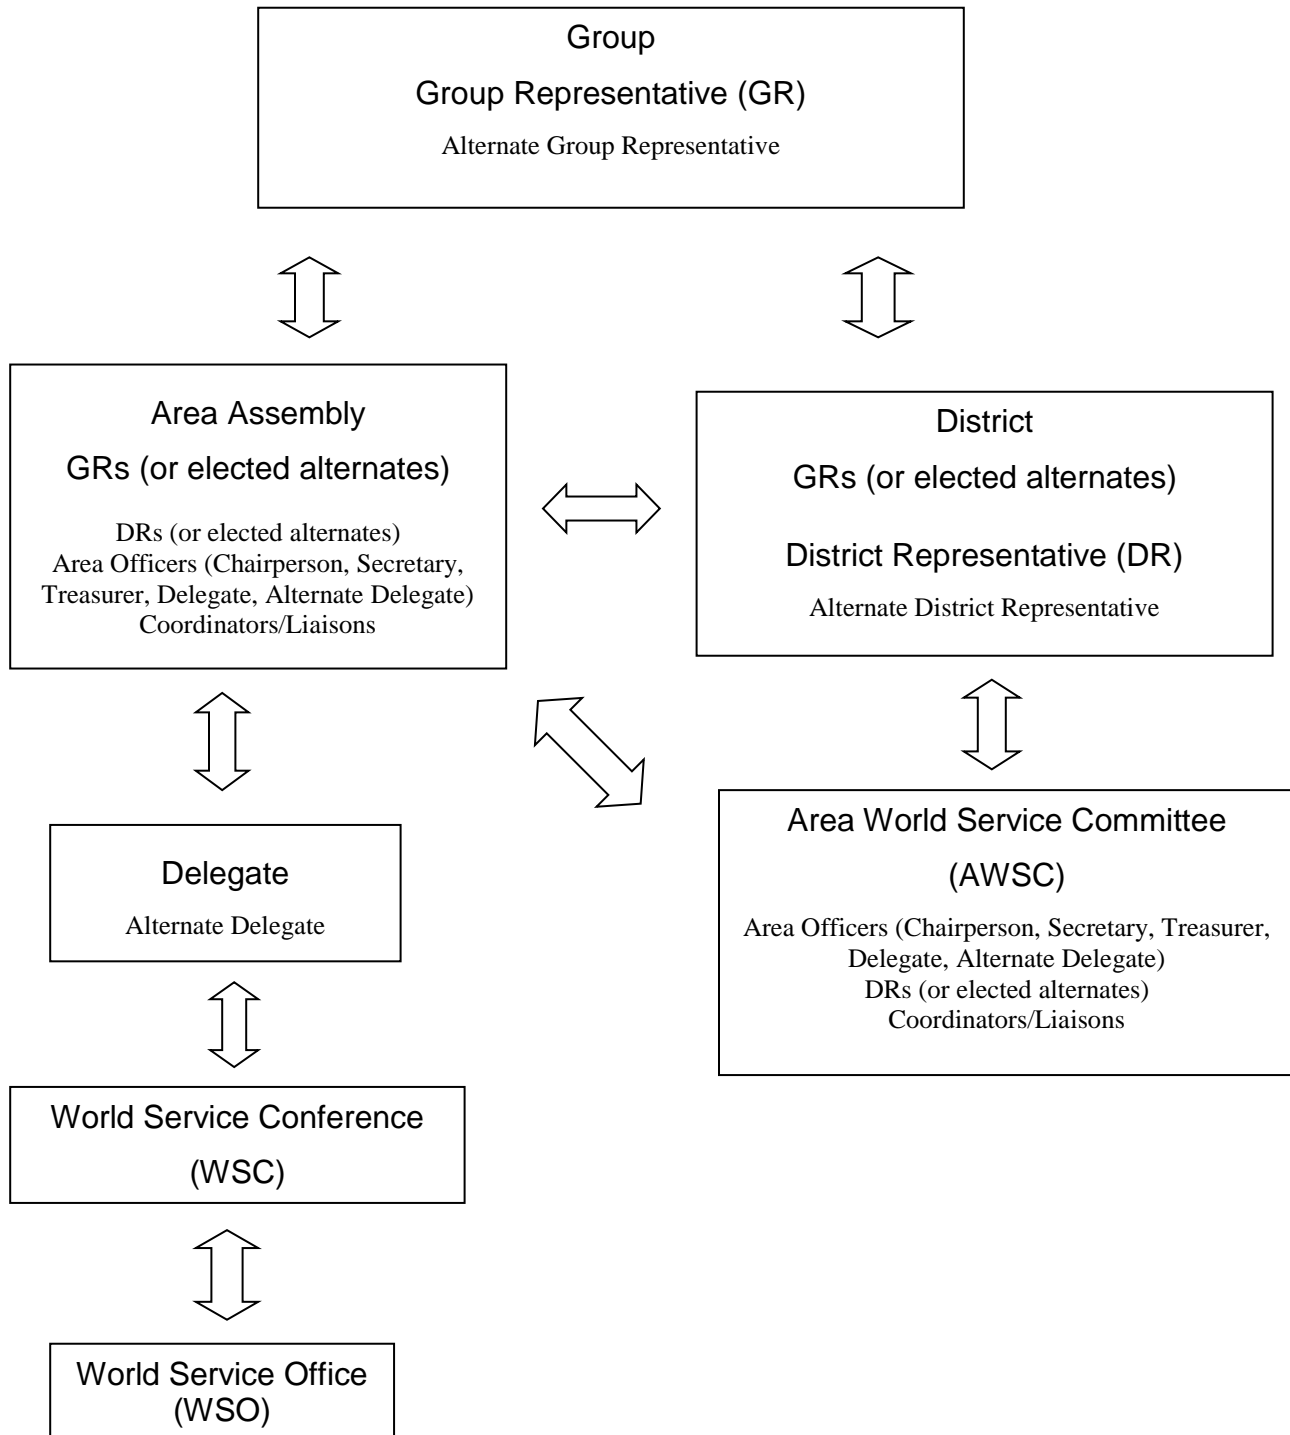 Group
Group Representative (GR)
Alternate Group Representative
Area Assembly
GRs (or elected alternates)
DRs (or elected alternates)
Area Officers (Chairperson, Secretary,
Treasurer, Delegate, Alternate Delegate)
Coordinators/Liaisons
District
GRs (or elected alternates)
District Representative (DR)
Alternate District Representative
Delegate
Alternate Delegate
Area World Service Committee
(AWSC)
Area Officers (Chairperson, Secretary, Treasurer,
Delegate, Alternate Delegate)
DRs (or elected alternates)
Coordinators/Liaisons
World Service Conference
(WSC)
World Service Office
(WSO)